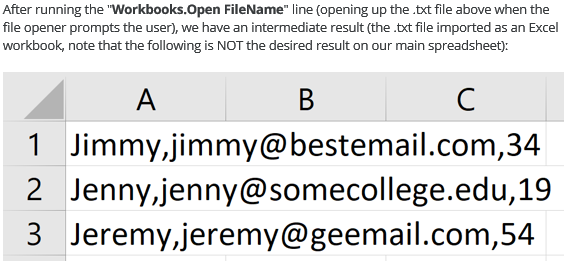 After running the "Workbooks.Open FileName" line (opening up the .txt file above when the
file opener prompts the user), we have an intermediate result (the .txt file imported as an Excel
workbook, note that the following is NOT the desired result on our main spreadsheet):
A B C
1 Jimmy,jimmy@bestemail.com,34
2 Jenny,jenny@somecollege.edu,19
3 Jeremy,jeremy@geemail.com,54